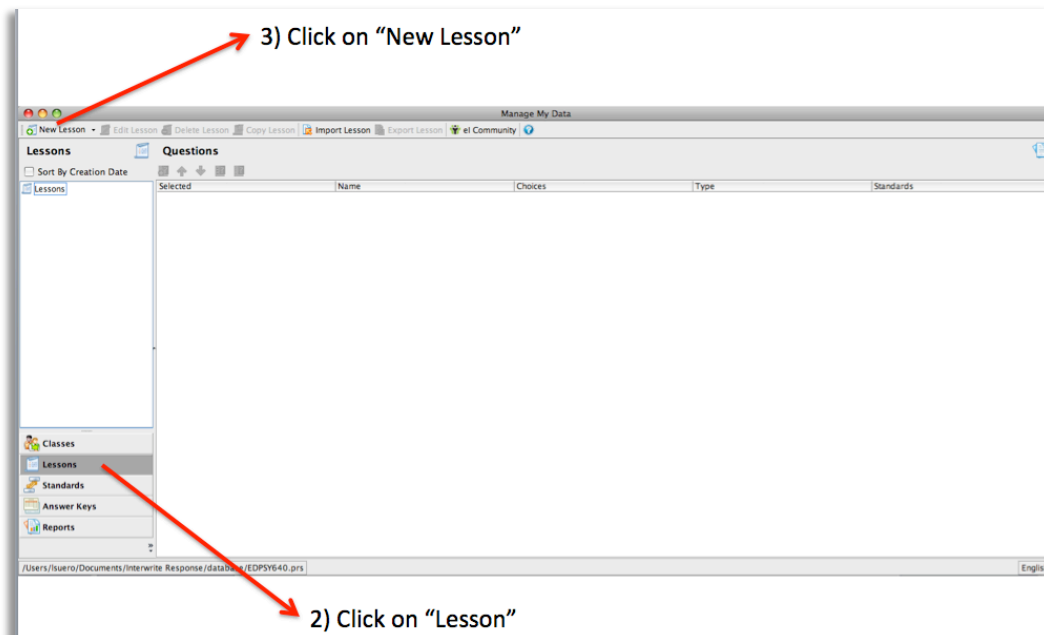 3) Click on “New Lesson”
Manage My Data
New Lesson Edit Lesson Delete Lesson Copy Lesson Import Lesson Export Lesson eI Community
Lessons Questions
Sort By Creation Date
Selected Name Choices Type Standards
Lessons
Classes
Lessons
Standards
Answer Keys
Reports
/Users/lsuero/Documents/Interwrite Response/database/EDPSY640.prs Englis
2) Click on “Lesson”